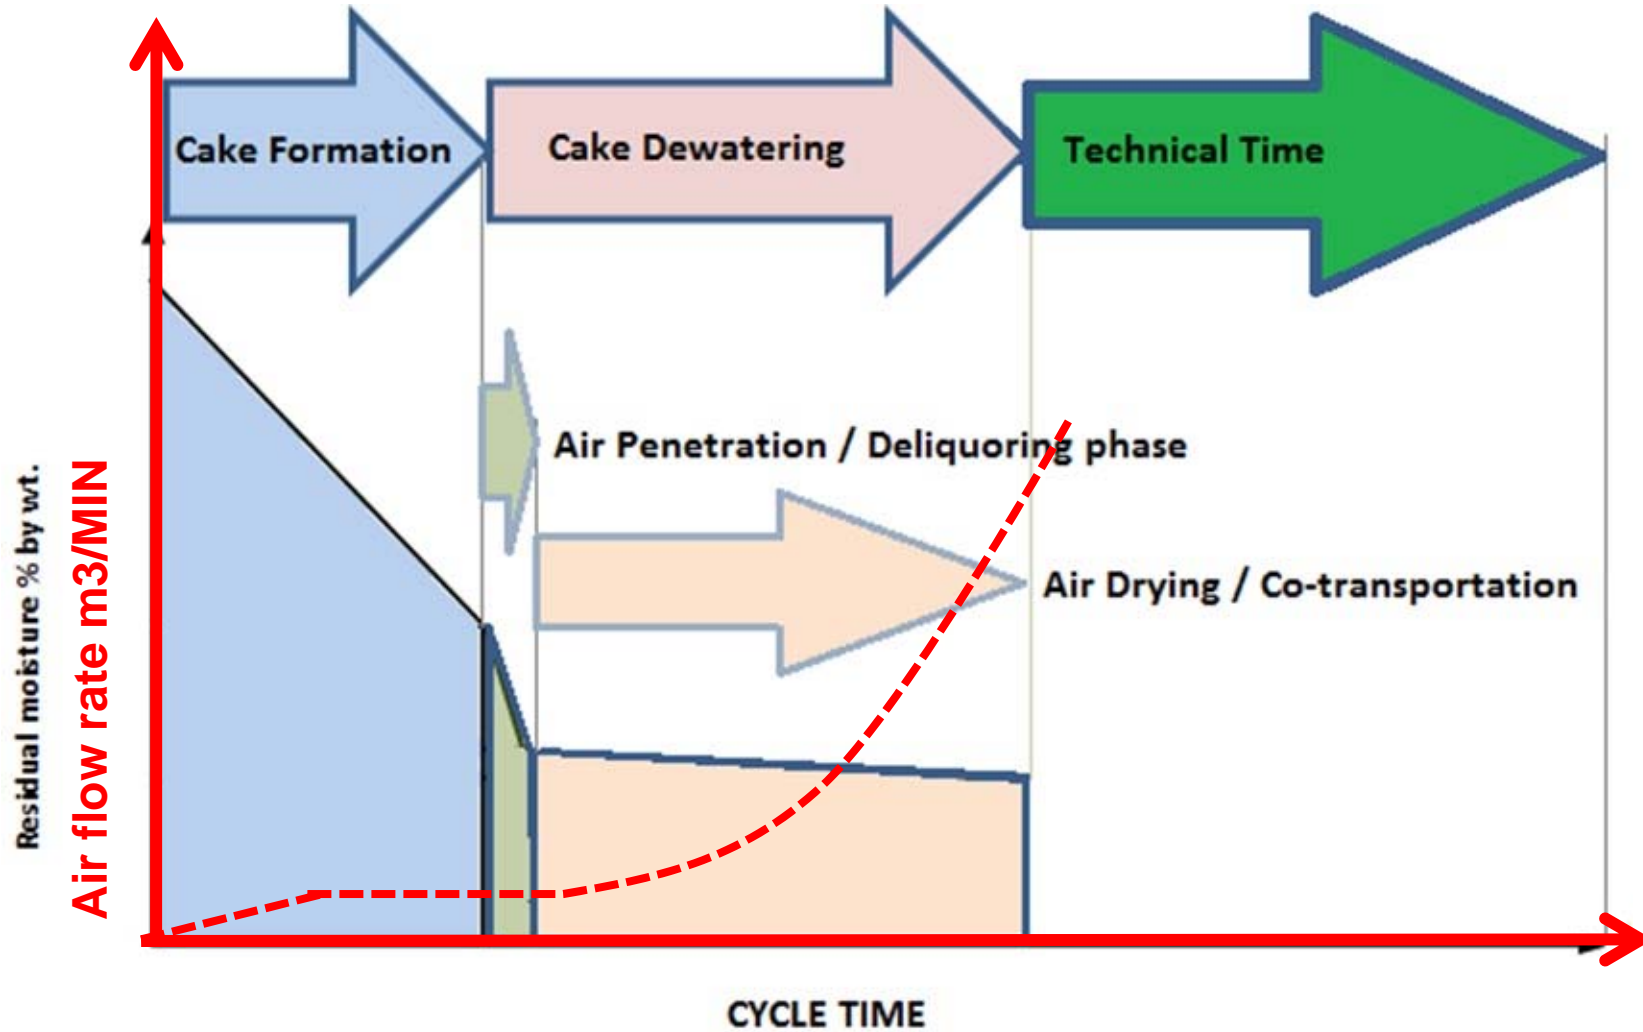 Cake Formation
Cake Dewatering
Technical Time
Air Penetration / Deliquoring phase
Air Drying / Co-transportation
Residual moisture % by wt.
Air flow rate m3/MIN
CYCLE TIME